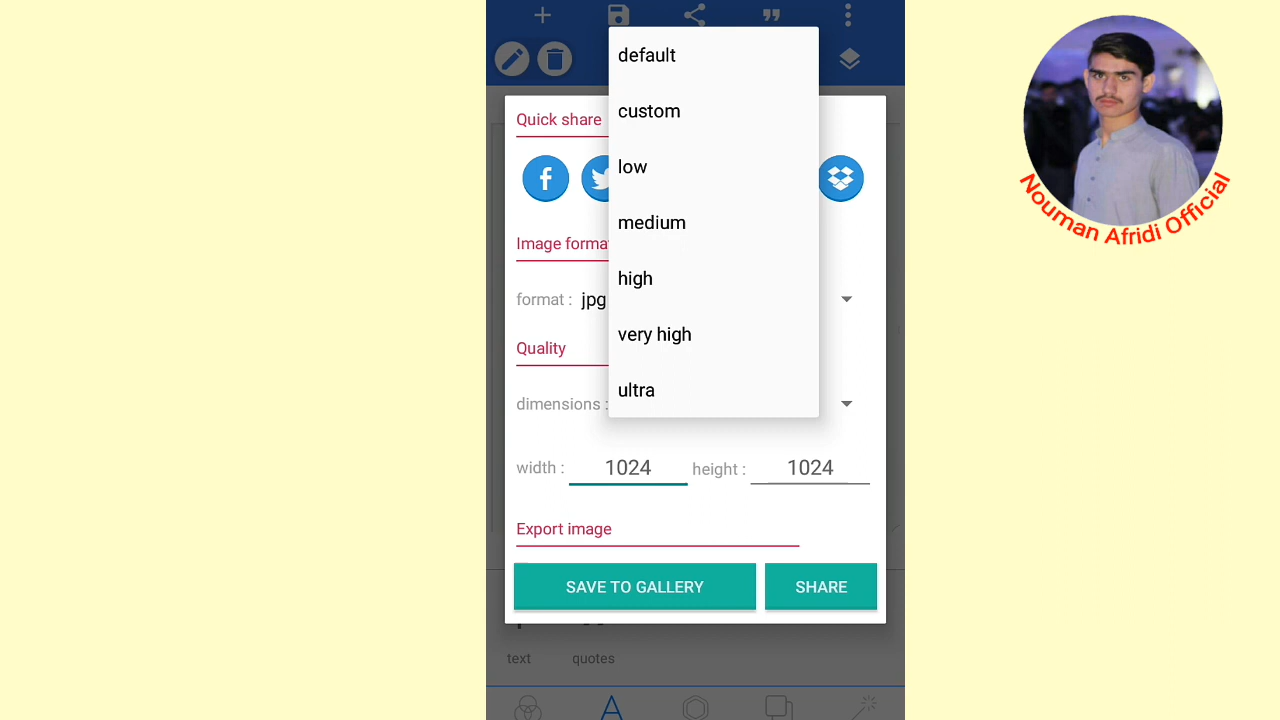 default
Quick share
custom
low
medium
Image forma
high
format : jpg
very high
Quality
ultra
dimensions :
width : 1024 height : 1024
Export image
SAVE TO GALLERY SHARE
text quotes
Nouman Afridi Official